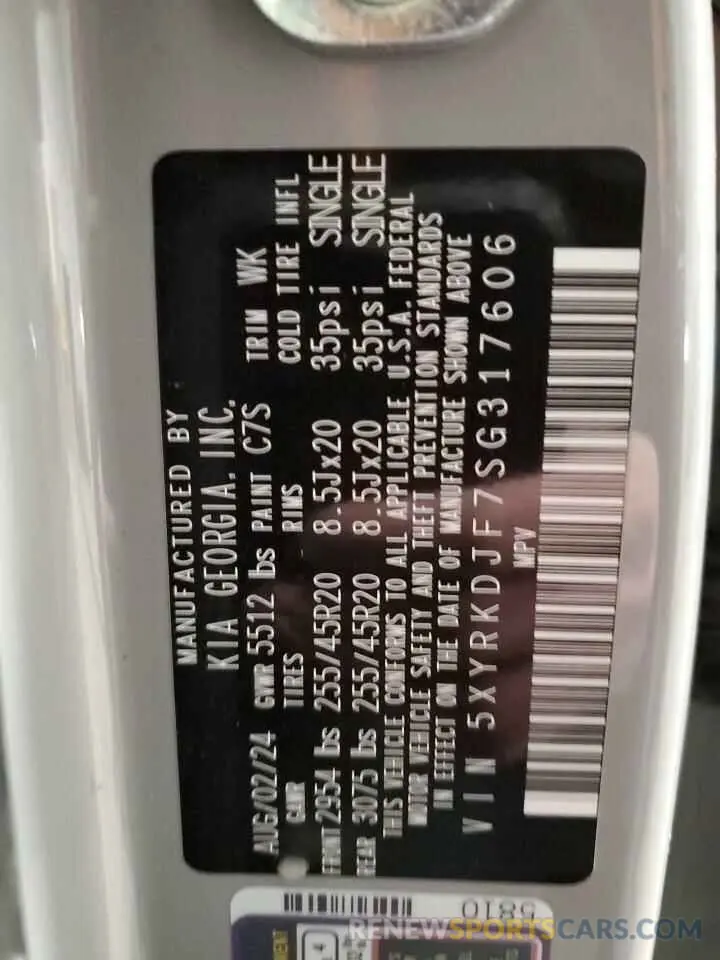 MANUFACTURED BY
KIA GEORGIA, INC.
AUG/02/24 GVWR 5512 lbs PAINT C7S TRIM WK
GAWR TIRES RIMS COLD TIRE INFL
FRONT 2954 lbs 255/45R20 8.5Jx20 35psi SINGLE
REAR 3075 lbs 255/45R20 8.5Jx20 35psi SINGLE
THIS VEHICLE CONFORMS TO ALL APPLICABLE U.S.A. FEDERAL
MOTOR VEHICLE SAFETY AND THEFT PREVENTION STANDARDS
IN EFFECT ON THE DATE OF MANUFACTURE SHOWN ABOVE
VIN 5XYRKDJF7SG317606
MPV
5810
RENEWSPORTSCARS.COM